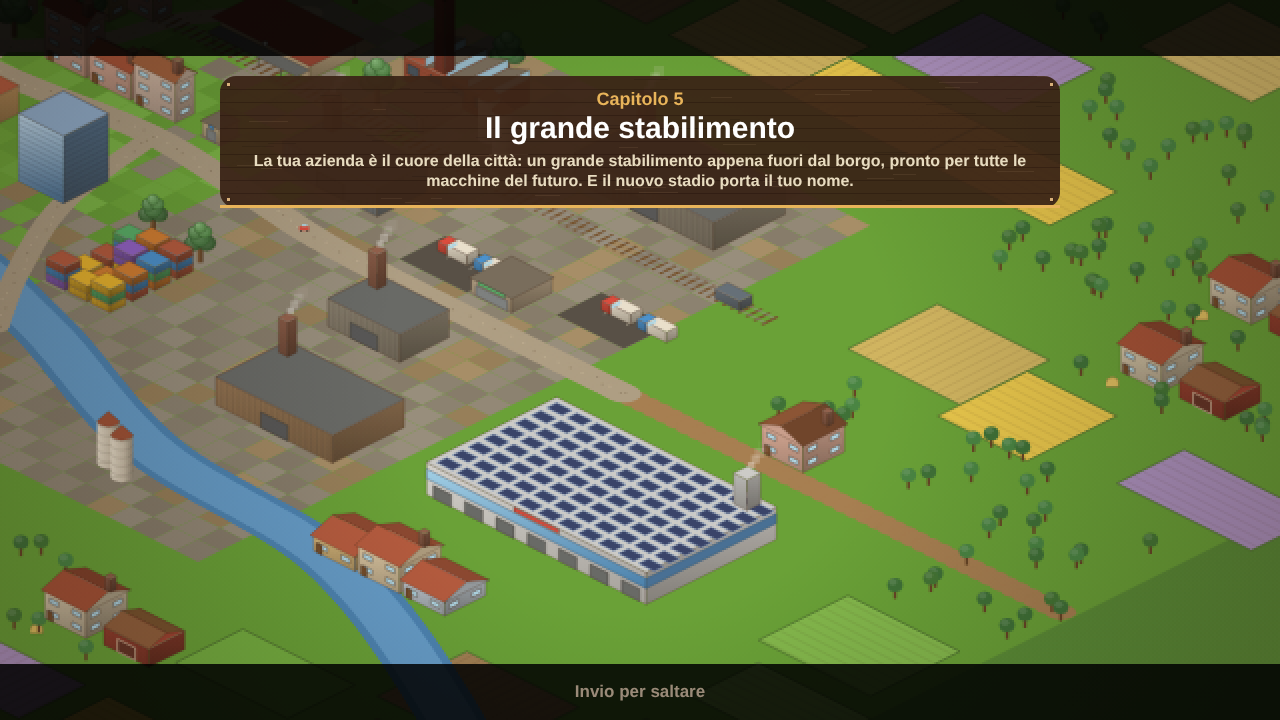 Capitolo 5
Il grande stabilimento
La tua azienda è il cuore della città: un grande stabilimento appena fuori dal borgo, pronto per tutte le
macchine del futuro. E il nuovo stadio porta il tuo nome.
Invio per saltare